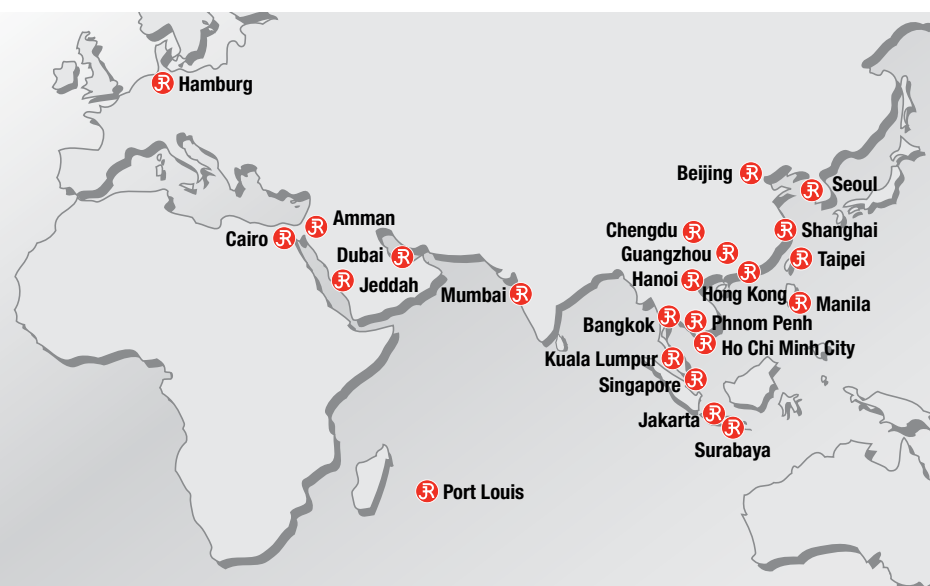 Hamburg
Beijing
Seoul
Amman
Cairo
Chengdu
Shanghai
Guangzhou
Dubai
Taipei
Jeddah
Hanoi
Mumbai
Hong Kong
Manila
Bangkok
Phnom Penh
Ho Chi Minh City
Kuala Lumpur
Singapore
Jakarta
Surabaya
Port Louis